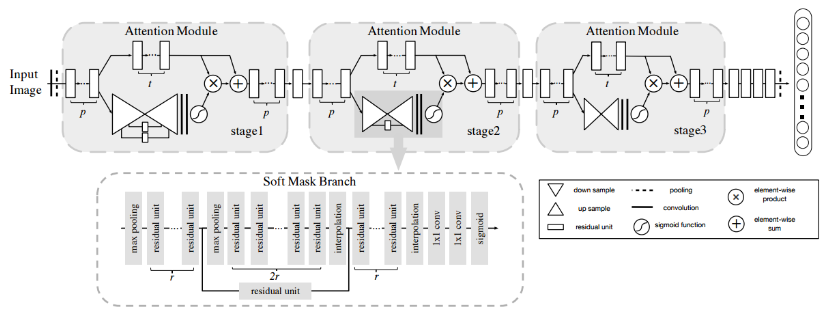 Attention Module
Attention Module
Attention Module
Input
Image
p
t
p
stage1
p
t
p
stage2
p
t
p
stage3
Soft Mask Branch
max pooling
residual unit
residual unit
max pooling
residual unit
residual unit
residual unit
residual unit
interpolation
residual unit
residual unit
interpolation
1x1 conv
1x1 conv
sigmoid
r
2r
r
residual unit
down sample
up sample
residual unit
pooling
convolution
sigmoid function
element-wise
product
element-wise
sum